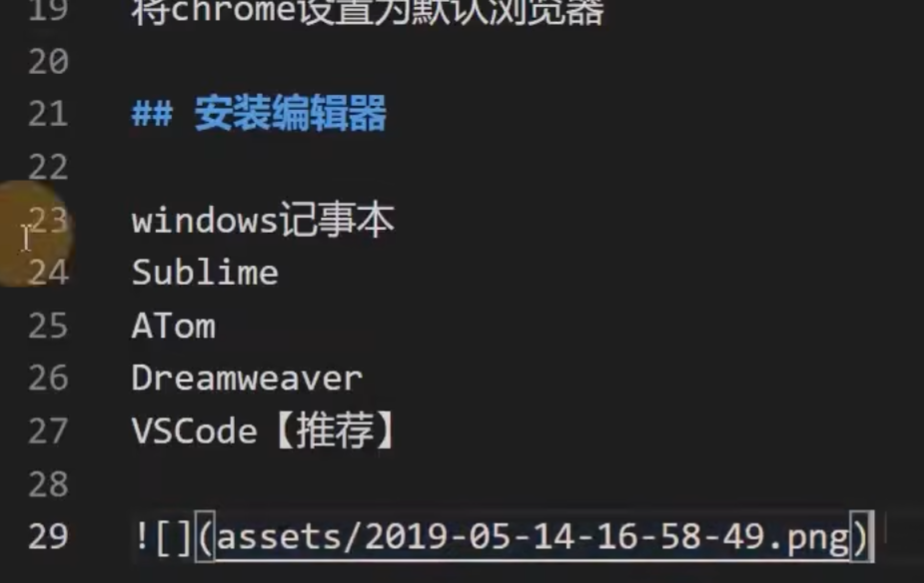 19 将chrome设置为默认浏览器
20
21 ## 安装编辑器
22
23 windows记事本
24 Sublime
25 ATom
26 Dreamweaver
27 VSCode【推荐】
28
29 ![](assets/2019-05-14-16-58-49.png)